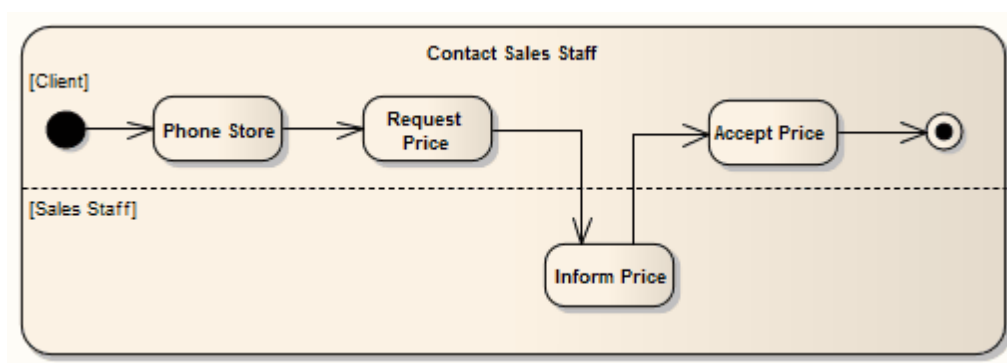 Contact Sales Staff
[Client]
Phone Store
Request
Price
Accept Price
[Sales Staff]
Inform Price